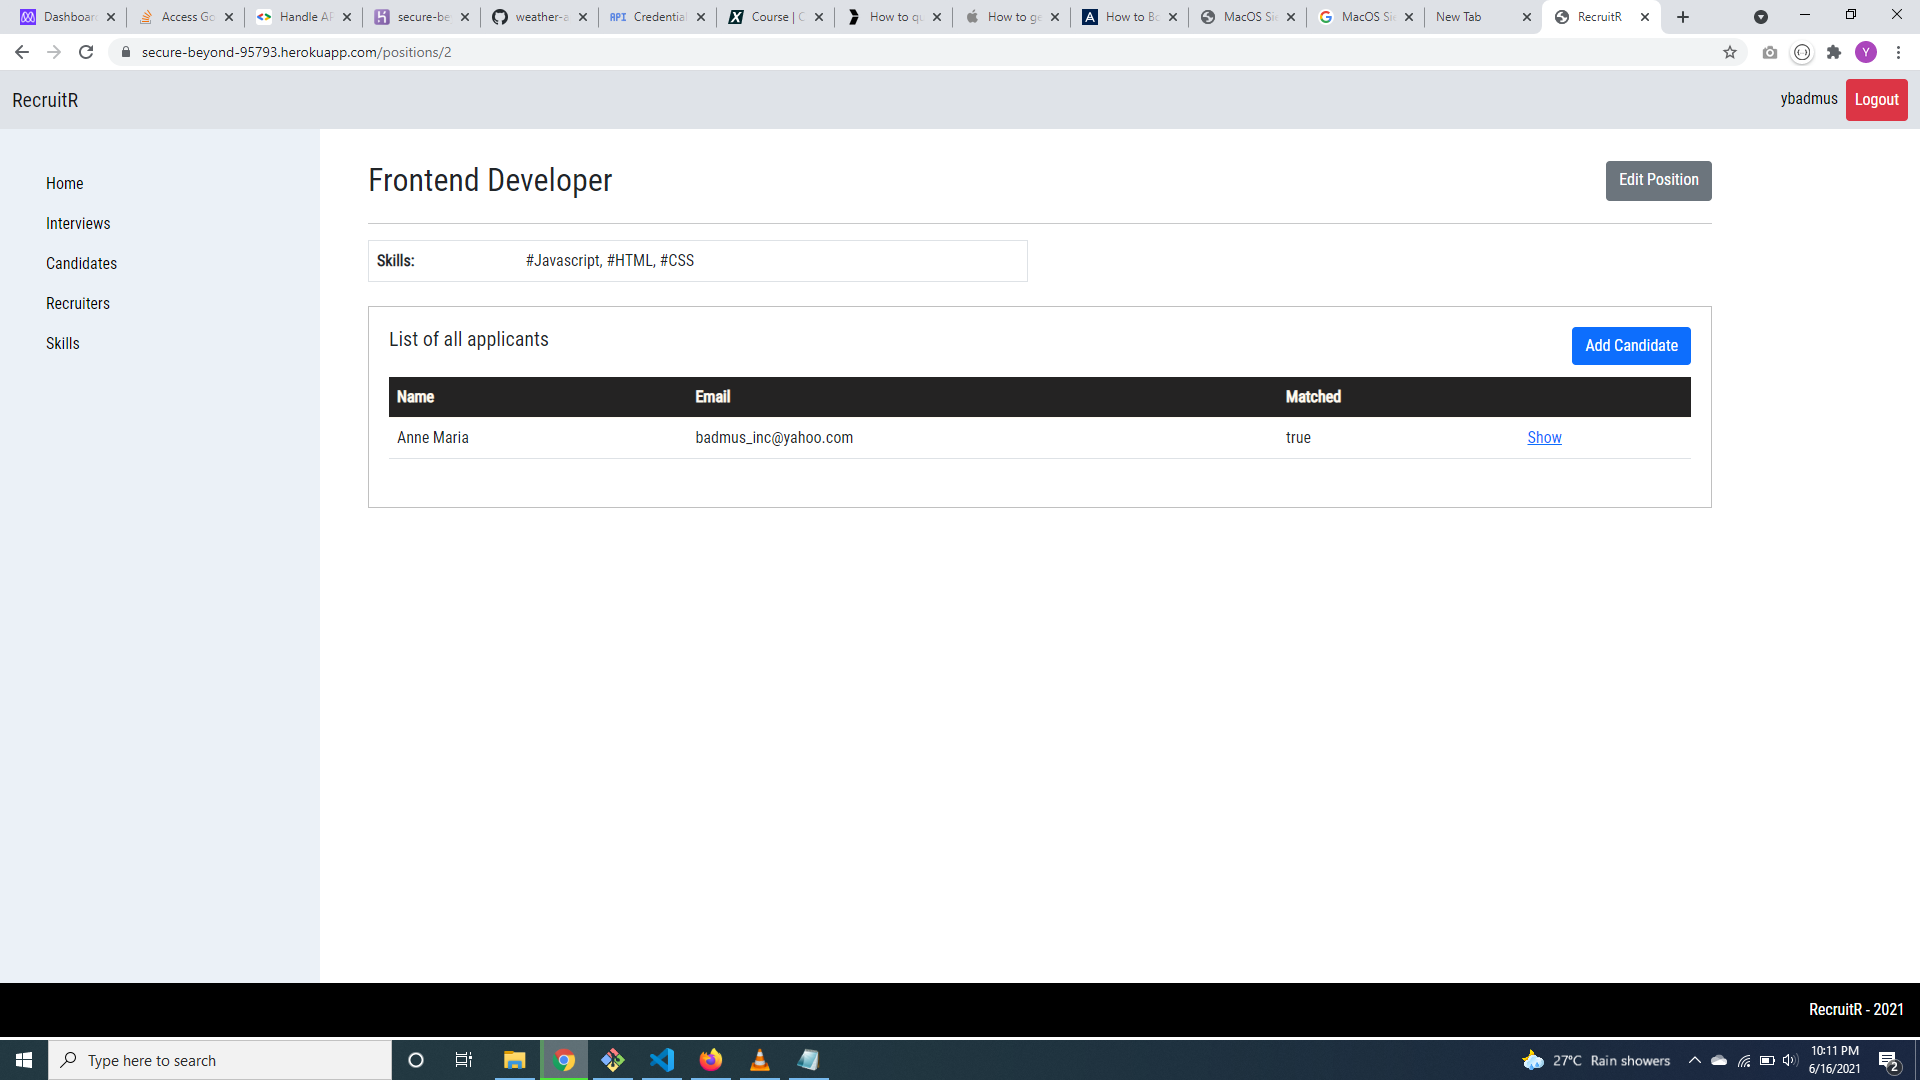 Dashboar Access Go Handle AP secure-be weather-a Credential Course | C How to qu How to ge How to Bo MacOS Sie MacOS Sie New Tab RecruitR
secure-beyond-95793.herokuapp.com/positions/2
Y
RecruitR
ybadmus Logout
Home
Interviews
Candidates
Recruiters
Skills
Frontend Developer
Edit Position
Skills: #Javascript, #HTML, #CSS
List of all applicants
Add Candidate
Name Email Matched
Anne Maria badmus_inc@yahoo.com true Show
RecruitR - 2021
Type here to search
27°C Rain showers
10:11 PM
6/16/2021
2